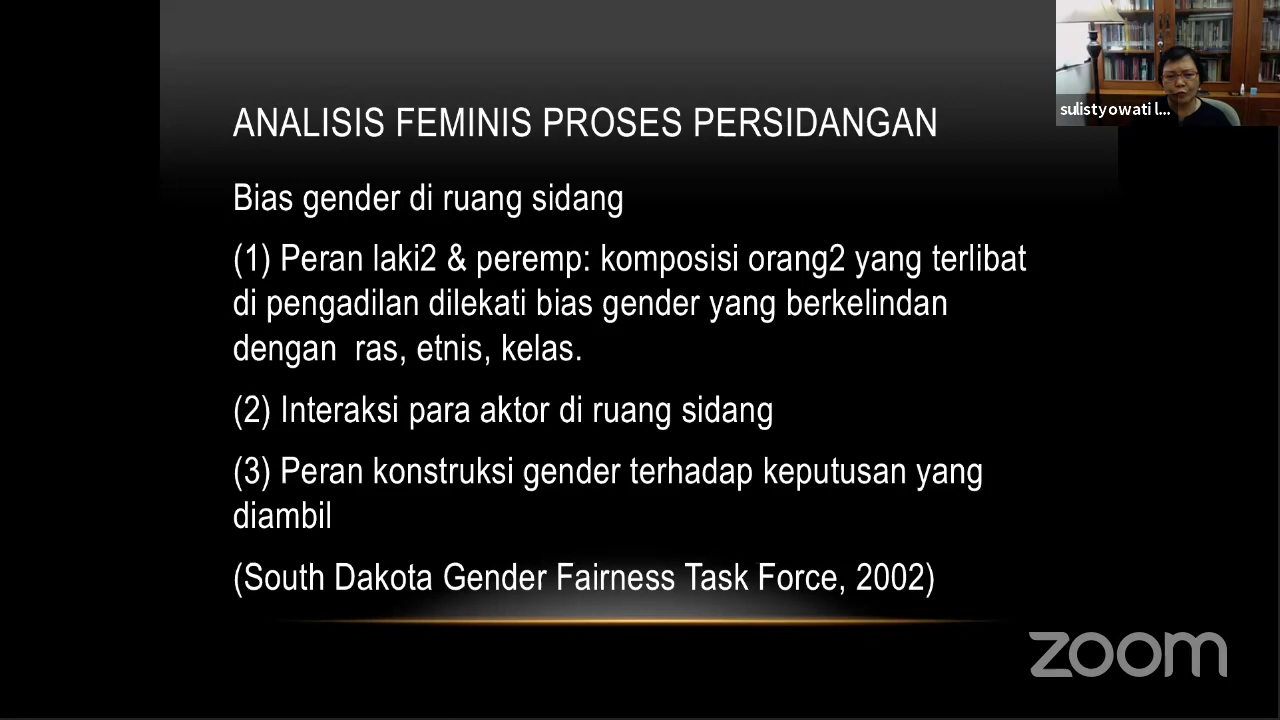 ANALISIS FEMINIS PROSES PERSIDANGAN
sulistyowati l...
Bias gender di ruang sidang
(1) Peran laki2 & peremp: komposisi orang2 yang terlibat
di pengadilan dilekati bias gender yang berkelindan
dengan ras, etnis, kelas.
(2) Interaksi para aktor di ruang sidang
(3) Peran konstruksi gender terhadap keputusan yang
diambil
(South Dakota Gender Fairness Task Force, 2002)
zoom